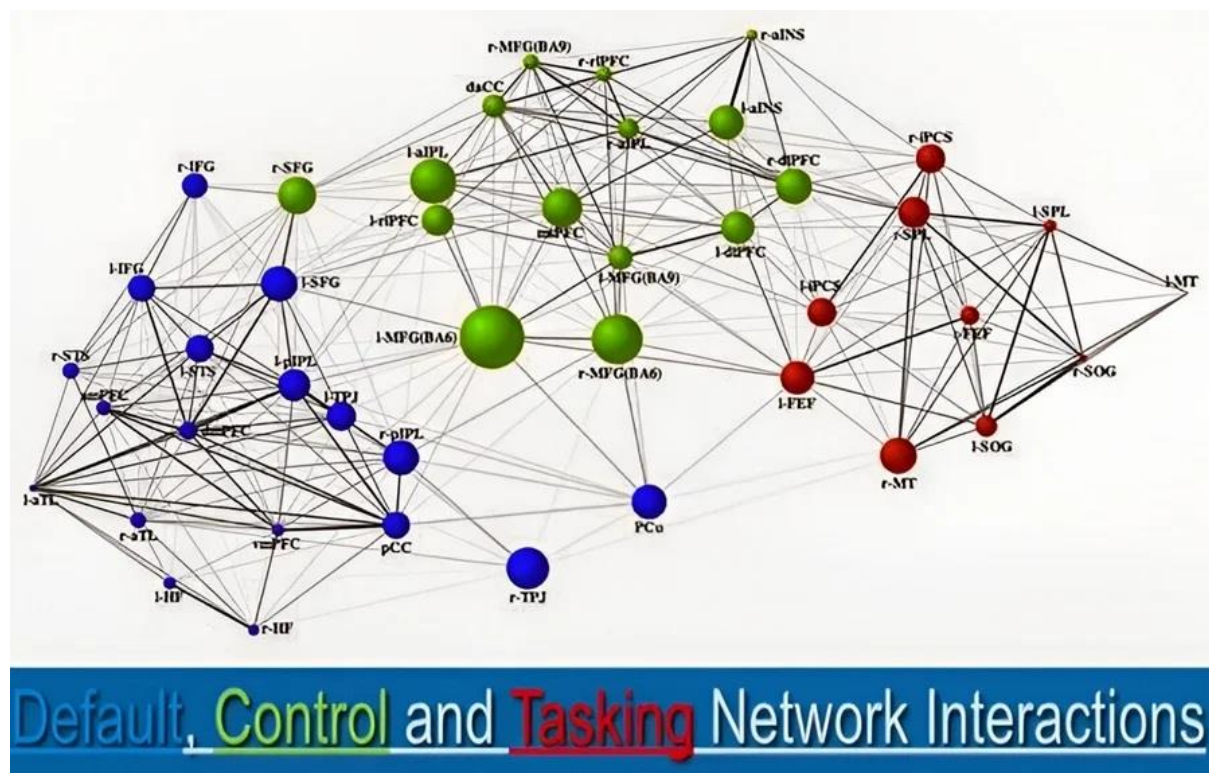 r-aINS
r-MFG(BA9)
r-rlPFC
daCC
l-aINS
r-aIPL
r-iPCS
l-aIPL
r-dlPFC
r-IFG
r-SFG
l-rlPFC
l-SPL
r-SPL
l-dlPFC
l-IFG
l-SFG
l-MFG(BA9)
l-MT
l-iPCS
l-MFG(BA6)
r-FEF
r-STS
l-STS
l-pIPL
r-MFG(BA6)
r-SOG
l-TPJ
l-FEF
r-pIPL
l-SOG
r-MT
l-aTL
r-aTL
pCC
PCu
l-HF
r-TPJ
r-HF
Default, Control and Tasking Network Interactions